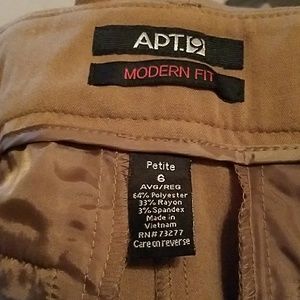 APT.9
MODERN FIT
Petite
6
AVG/REG
64% Polyester
33% Rayon
3% Spandex
Made in
Vietnam
RN#73277
Care on reverse